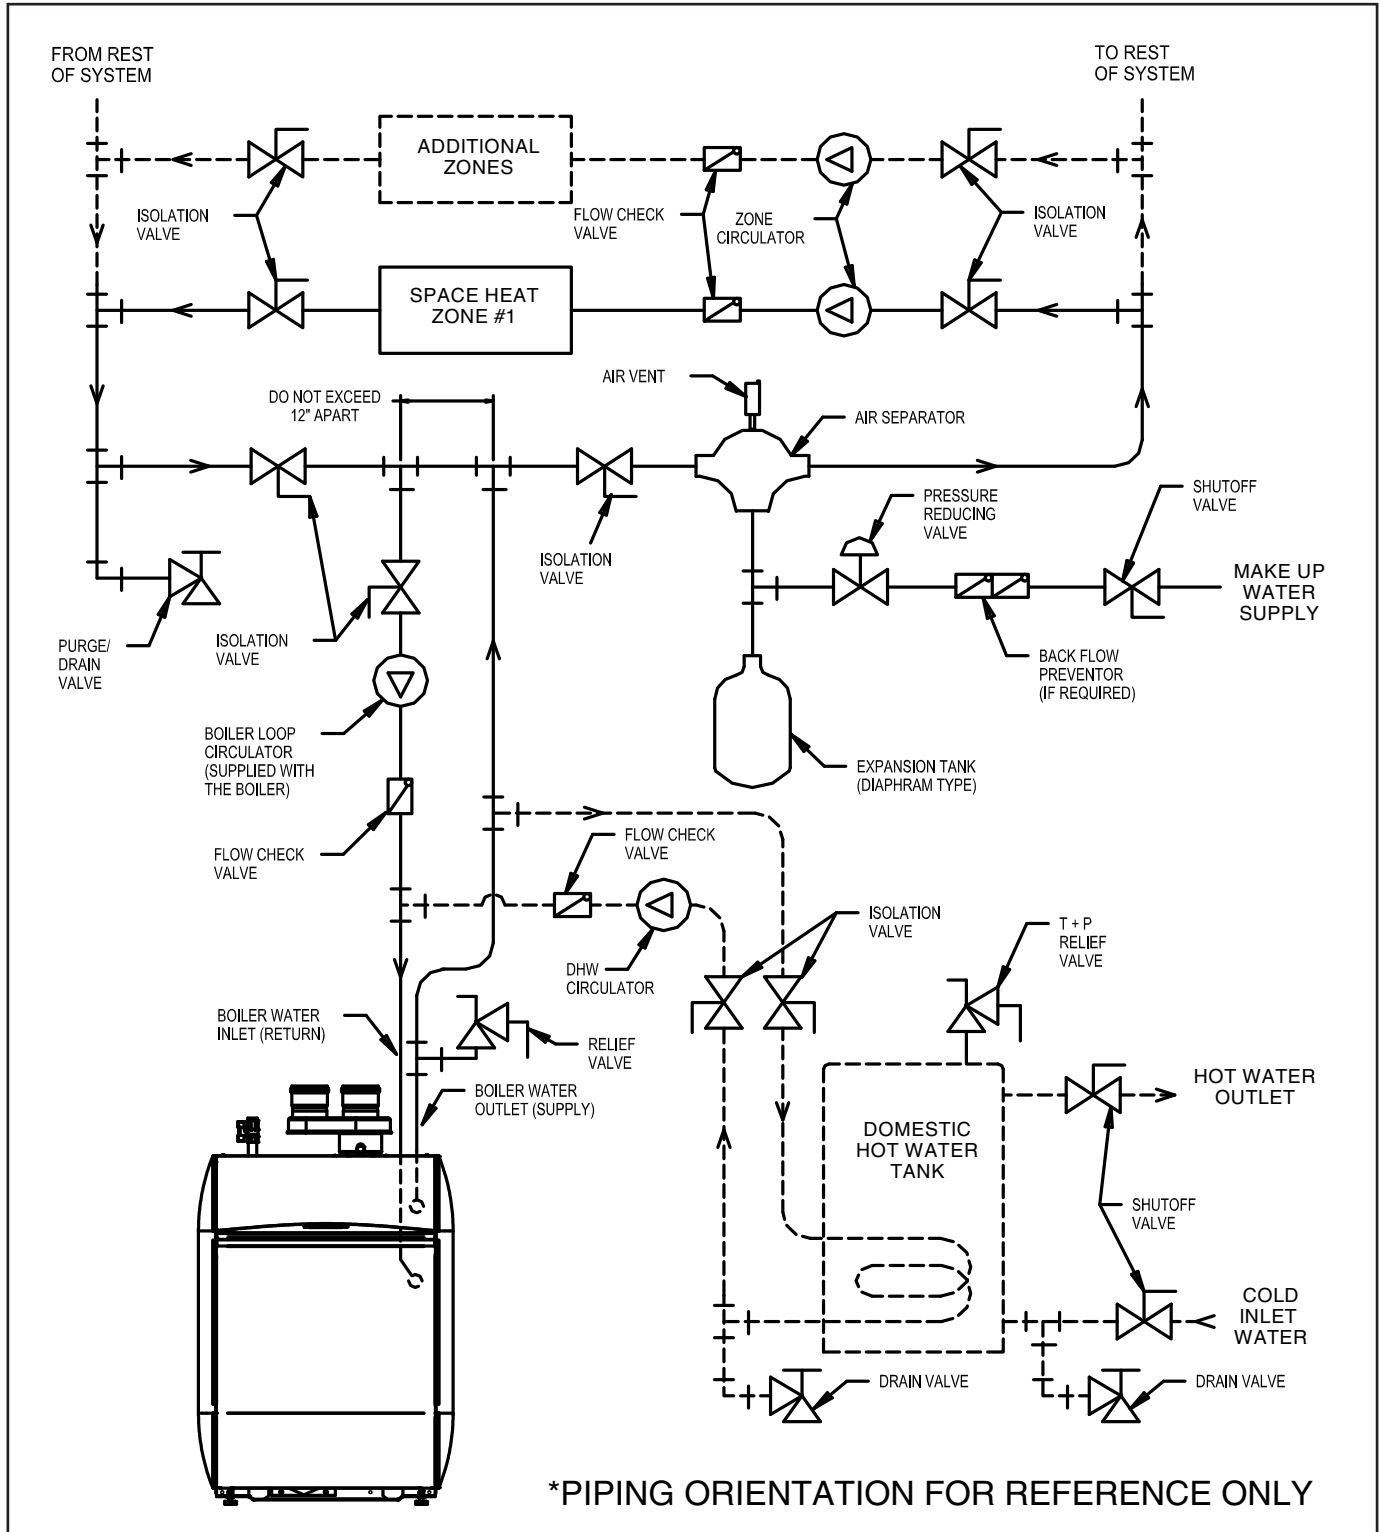 FROM REST
OF SYSTEM
TO REST
OF SYSTEM
ADDITIONAL
ZONES
ISOLATION
VALVE
FLOW CHECK
VALVE
ZONE
CIRCULATOR
ISOLATION
VALVE
SPACE HEAT
ZONE #1
DO NOT EXCEED
12" APART
AIR VENT
AIR SEPARATOR
PRESSURE
REDUCING
VALVE
SHUTOFF
VALVE
ISOLATION
VALVE
MAKE UP
WATER
SUPPLY
PURGE/
DRAIN
VALVE
ISOLATION
VALVE
BACK FLOW
PREVENTOR
(IF REQUIRED)
BOILER LOOP
CIRCULATOR
(SUPPLIED WITH
THE BOILER)
EXPANSION TANK
(DIAPHRAM TYPE)
FLOW CHECK
VALVE
FLOW CHECK
VALVE
ISOLATION
VALVE
T + P
RELIEF
VALVE
DHW
CIRCULATOR
BOILER WATER
INLET (RETURN)
RELIEF
VALVE
BOILER WATER
OUTLET (SUPPLY)
HOT WATER
OUTLET
DOMESTIC
HOT WATER
TANK
SHUTOFF
VALVE
COLD
INLET
WATER
DRAIN VALVE
DRAIN VALVE
*PIPING ORIENTATION FOR REFERENCE ONLY